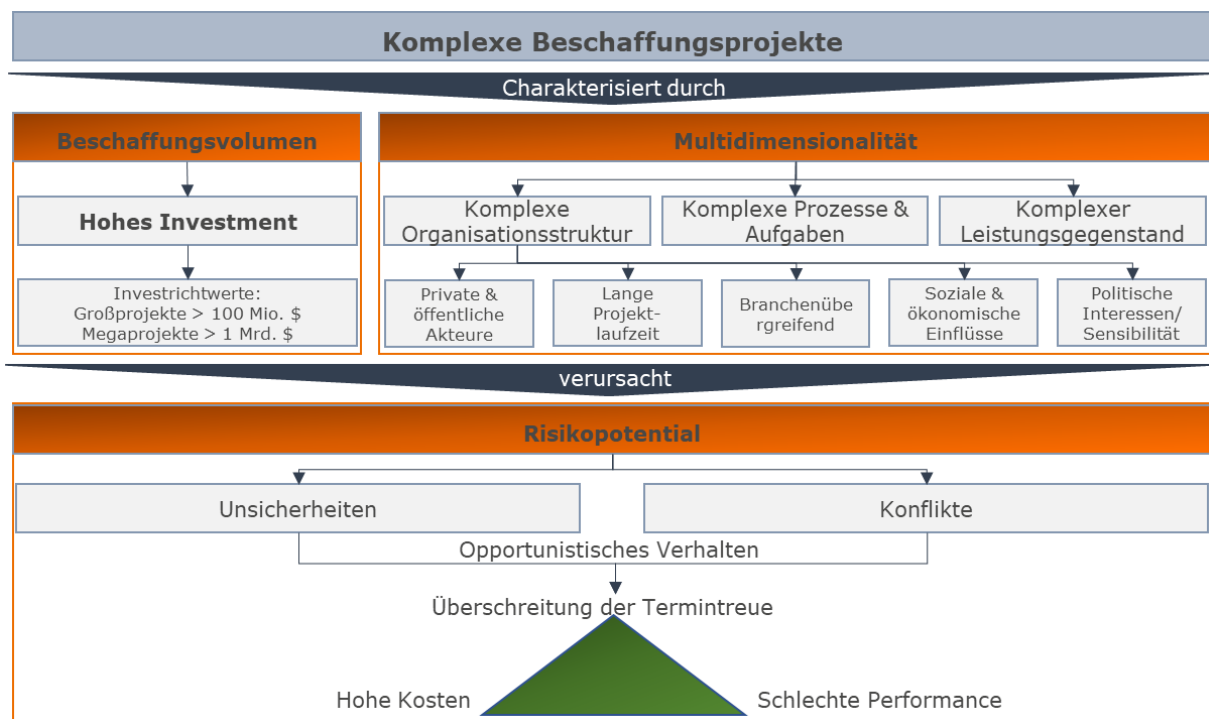 Komplexe Beschaffungsprojekte
Charakterisiert durch
Beschaffungsvolumen
Hohes Investment
Investrichtwerte:
Großprojekte > 100 Mio. $
Megaprojekte > 1 Mrd. $
Multidimensionalität
Komplexe
Organisationsstruktur
Komplexe Prozesse &
Aufgaben
Komplexer
Leistungsgegenstand
Private &
öffentliche
Akteure
Lange
Projekt-
laufzeit
Branchenübe
rgreifend
Soziale &
ökonomische
Einflüsse
Politische
Interessen/
Sensibilität
verursacht
Risikopotential
Unsicherheiten
Konflikte
Opportunistisches Verhalten
Überschreitung der Termintreue
Hohe Kosten
Schlechte Performance